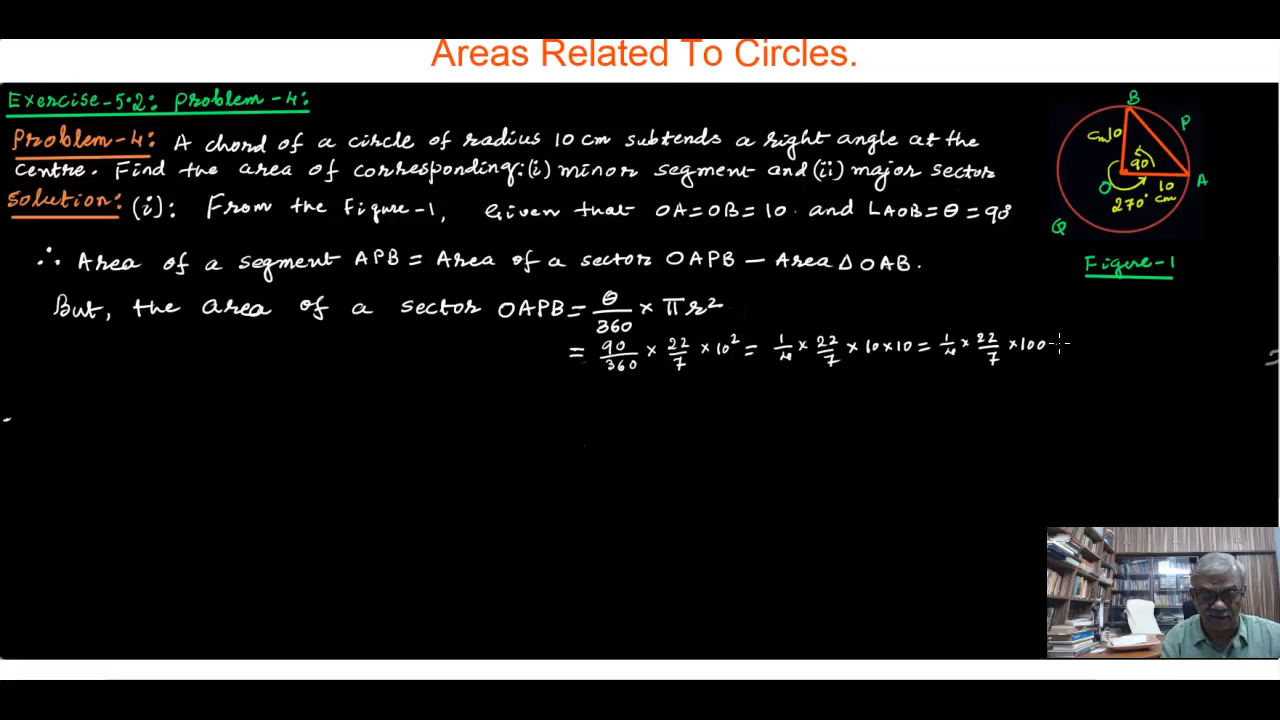 Areas Related To Circles.
Exercise-5.2: Problem-4:
Problem-4: A chord of a circle of radius 10 cm subtends a right angle at the
centre. Find the area of corresponding: (i) minor segment and (ii) major sector
Solution: (i): From the Figure-1, Given that OA=OB=10 and ∟AOB=θ=90°
∴ Area of a segment APB = Area of a sector OAPB − Area Δ OAB.
But, the area of a sector OAPB = θ/360 × πr²
= 90/360 × 22/7 × 10² = 1/4 × 22/7 × 10×10 = 1/4 × 22/7 × 100
B
P
cm 10
90
O
10 cm
A
270°
Q
Figure-1